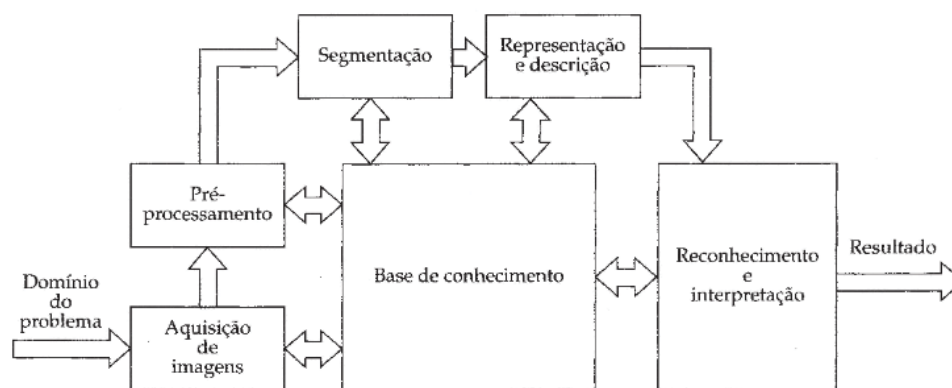 Segmentação
Representação
e descrição
Pré-
processamento
Base de conhecimento
Reconhecimento
e
interpretação
Resultado
Domínio
do
problema
Aquisição
de
imagens